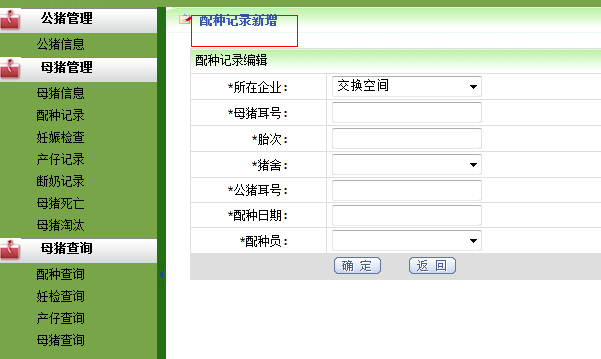 公猪管理
公猪信息
母猪管理
母猪信息
配种记录
妊娠检查
产仔记录
断奶记录
母猪死亡
母猪淘汰
母猪查询
配种查询
妊检查询
产仔查询
母猪查询
配种记录新增
配种记录编辑
*所在企业： 交换空间
*母猪耳号：
*胎次：
*猪舍：
*公猪耳号：
*配种日期：
*配种员：
确 定 返 回